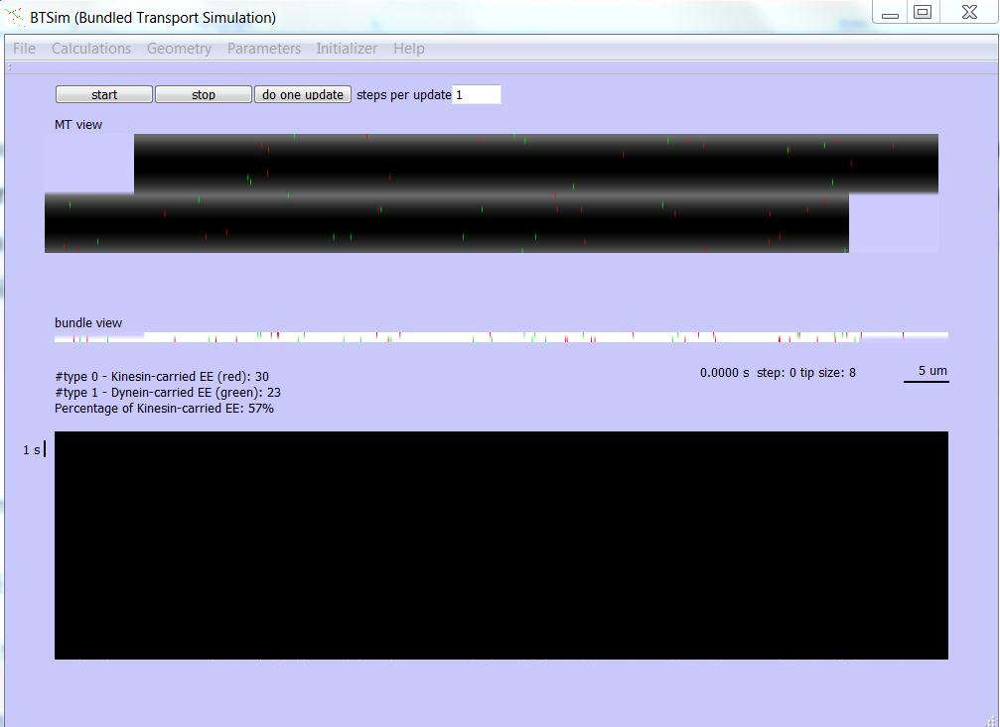 BTSim (Bundled Transport Simulation)
File Calculations Geometry Parameters Initializer Help
start stop do one update steps per update 1
MT view
bundle view
#type 0 - Kinesin-carried EE (red): 30
#type 1 - Dynein-carried EE (green): 23
Percentage of Kinesin-carried EE: 57%
0.0000 s step: 0 tip size: 8
5 um
1 s